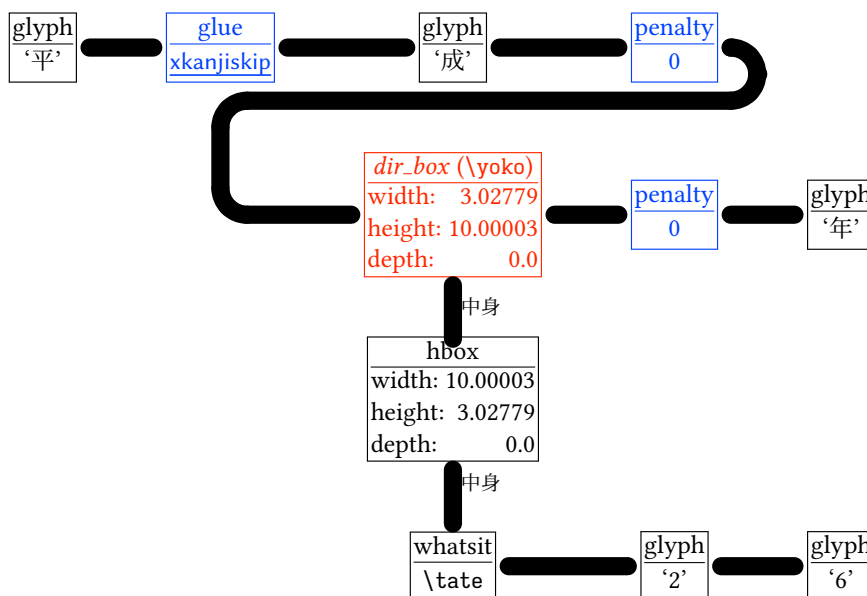 glyph
‘平’
glue
xkanjiskip
glyph
‘成’
penalty
0
dir_box (\yoko)
width: 3.02779
height: 10.00003
depth: 0.0
penalty
0
glyph
‘年’
中身
hbox
width: 10.00003
height: 3.02779
depth: 0.0
中身
whatsit
\tate
glyph
‘2’
glyph
‘6’